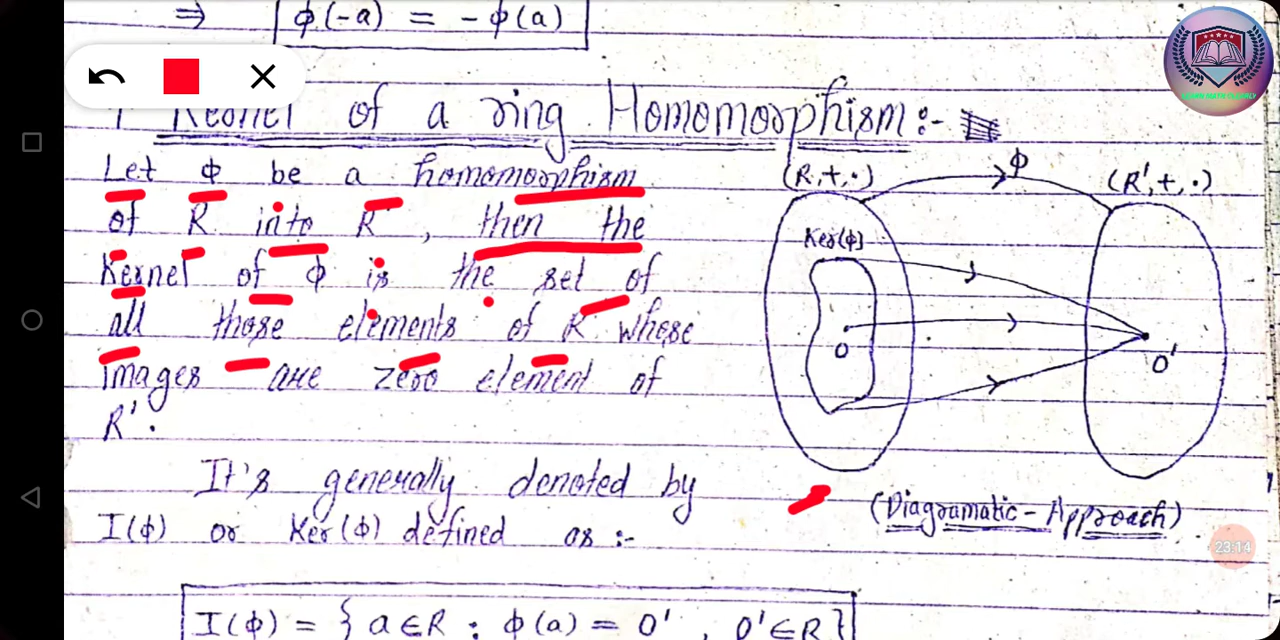 ⇒ ϕ(-a) = -ϕ(a)
Kernel of a ring Homomorphism:-
Let ϕ be a homomorphism
of R into R', then the
Kernel of ϕ is the set of
all those elements of R whose
images are zero element of
R'.
(R,+,·) ϕ (R',+,·)
Ker(ϕ)
0 0'
(Diagramatic-Approach)
It's generally denoted by
I(ϕ) or Ker(ϕ) defined as:-
23:14
I(ϕ) = { a∈R : ϕ(a) = 0', 0'∈R}